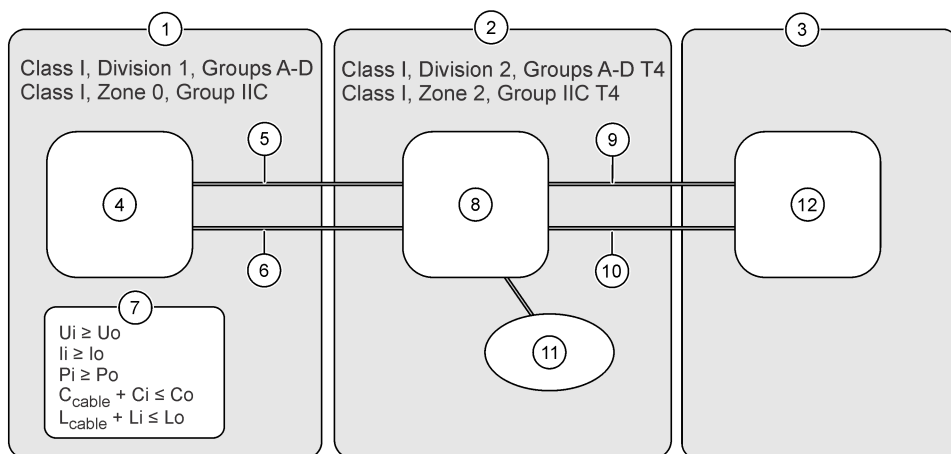 1
2
3
Class I, Division 1, Groups A-D
Class I, Zone 0, Group IIC
Class I, Division 2, Groups A-D T4
Class I, Zone 2, Group IIC T4
5
9
4
8
12
6
10
7
Ui ≥ Uo
Ii ≥ Io
Pi ≥ Po
Ccable + Ci ≤ Co
Lcable + Li ≤ Lo
11